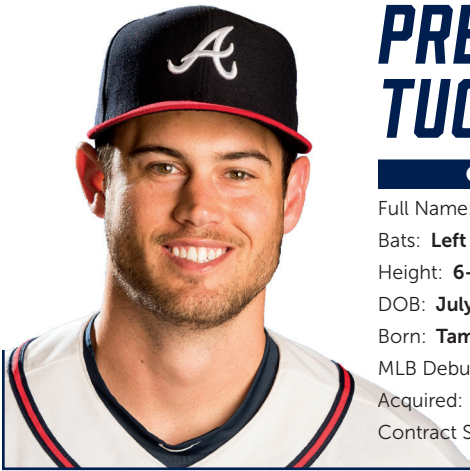 A
PRE
TUC
Full Name
Bats: Left
Height: 6-
DOB: July
Born: Tam
MLB Debu
Acquired:
Contract S